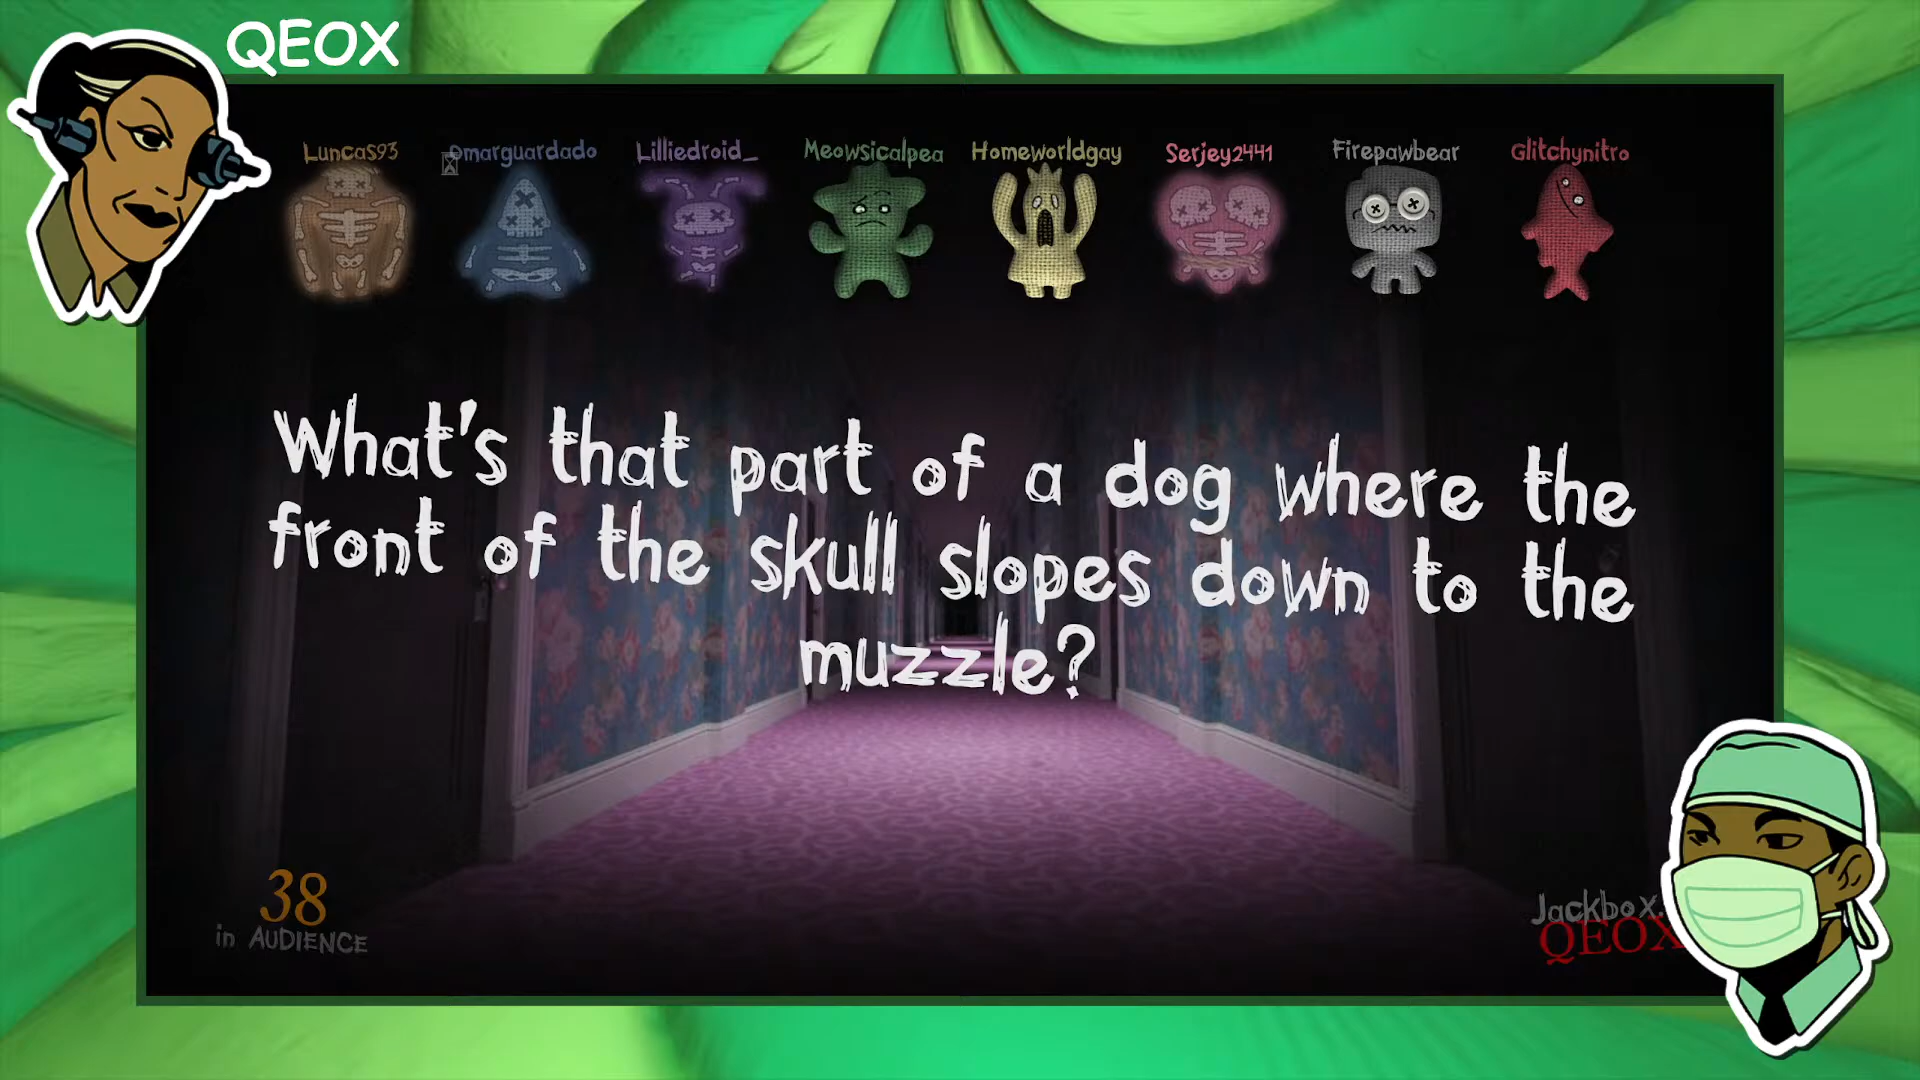 QEOX
Luncas93 omarguardado Lilliedroid_ Meowsicalpea Homeworldgay Serjey2441 Firepawbear Glitchynitro
What's that part of a dog where the
front of the skull slopes down to the
muzzle?
38
in AUDIENCE
Jackbox.
QEOX